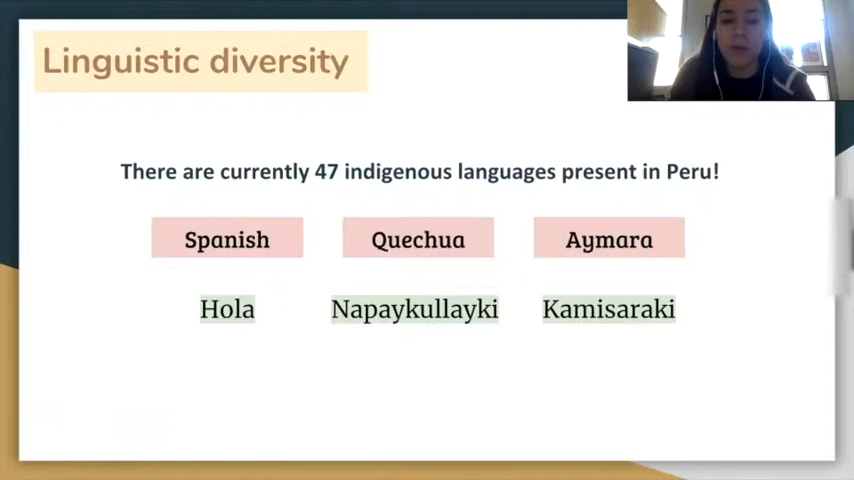 Linguistic diversity
There are currently 47 indigenous languages present in Peru!
Spanish Quechua Aymara
Hola Napaykullayki Kamisaraki